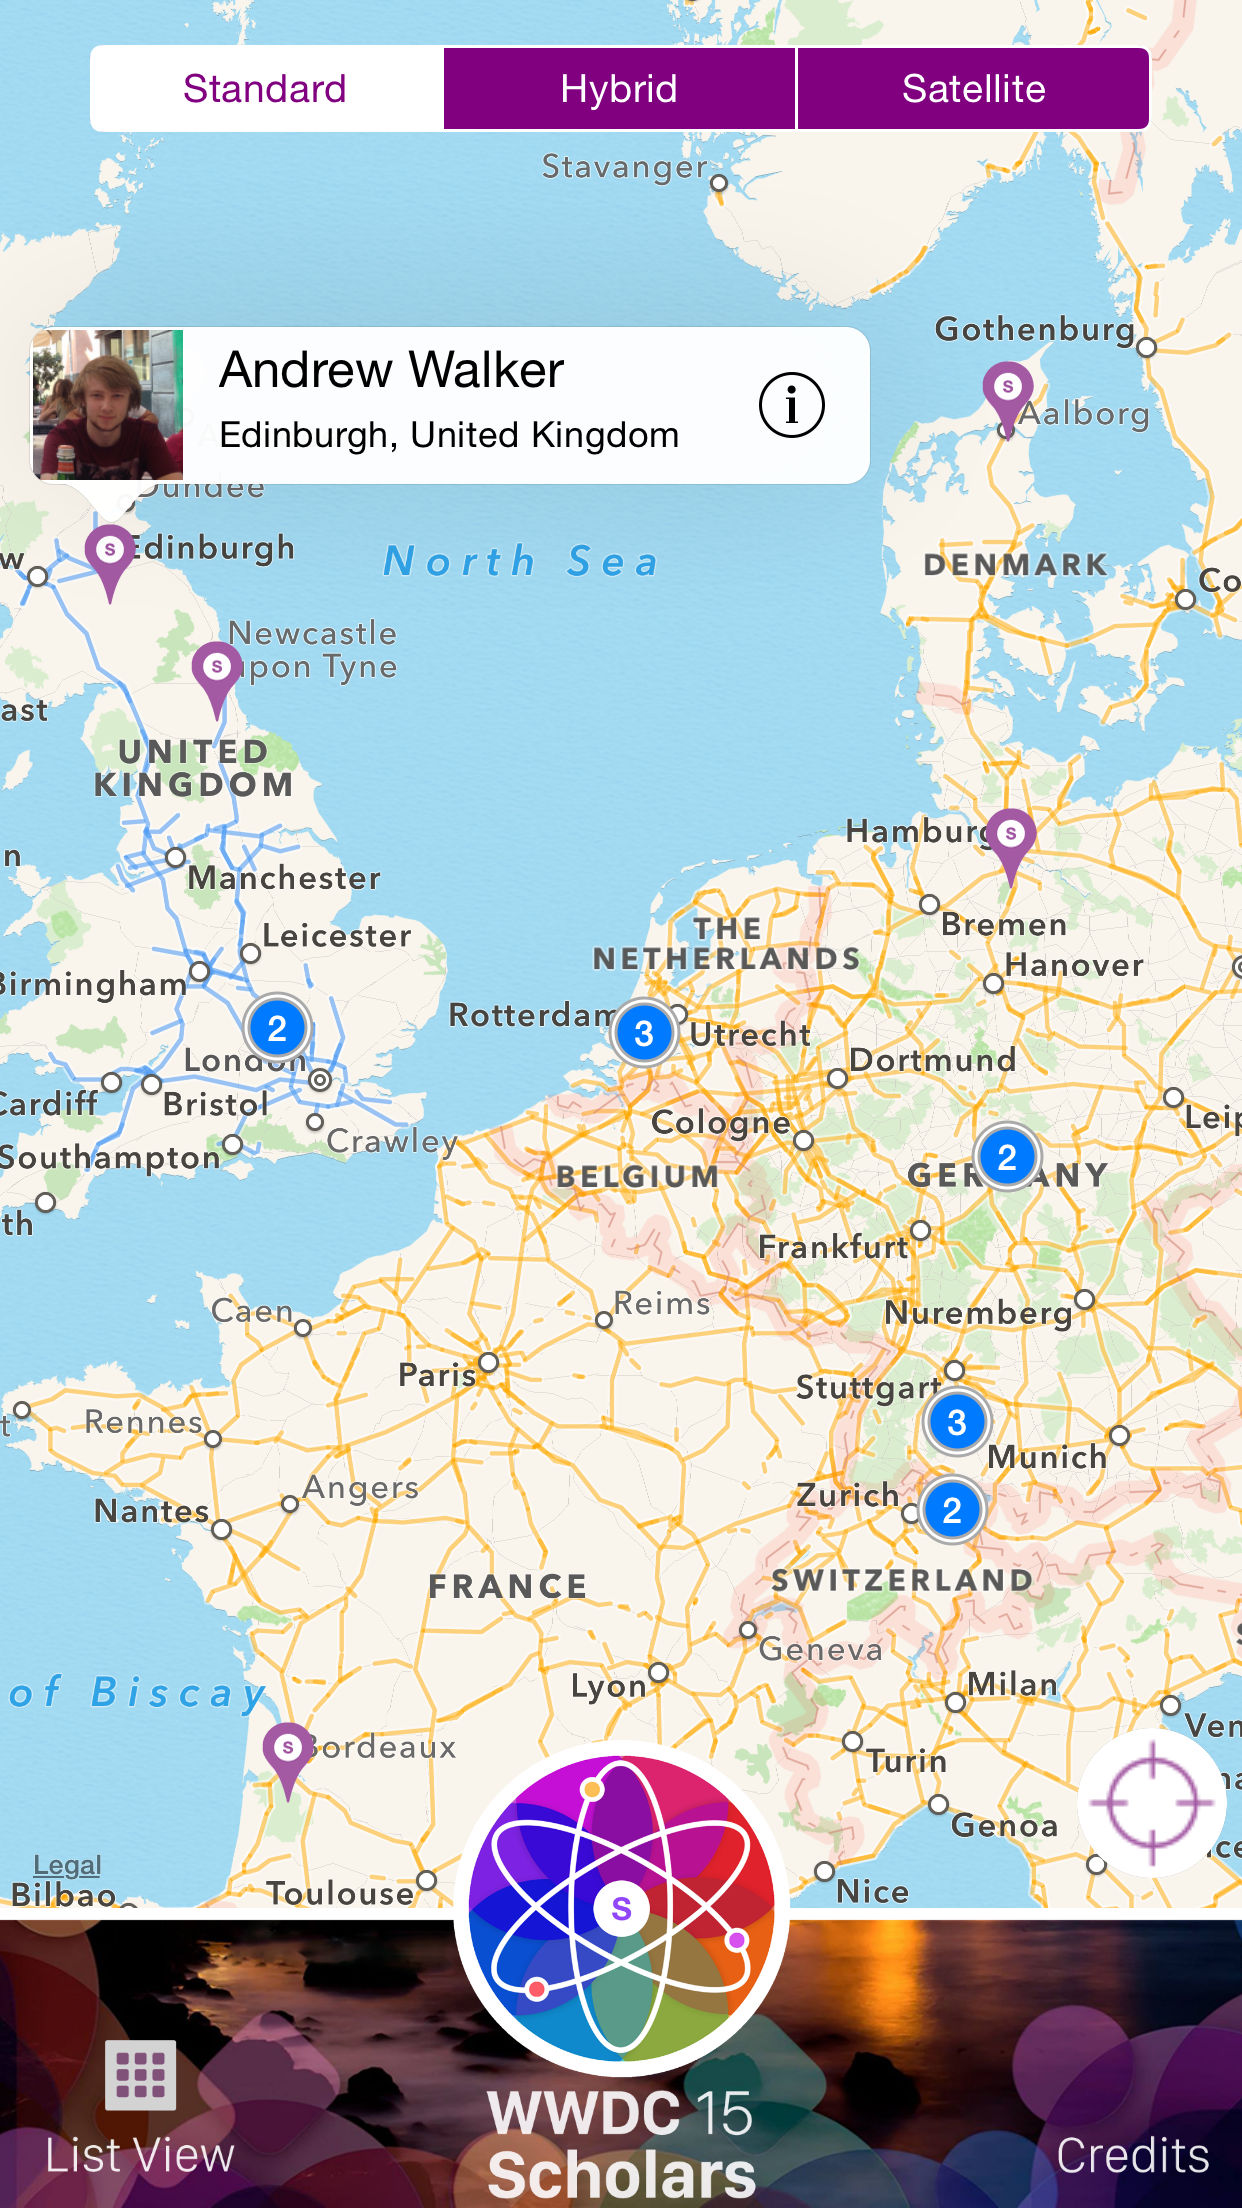 Standard
Hybrid
Satellite
Stavanger
Gothenburg
Andrew Walker
Edinburgh, United Kingdom
i
S
Aalborg
Dundee
S
Edinburgh
North Sea
DENMARK
w
Co
Newcastle
upon Tyne
S
ast
UNITED
KINGDOM
Hamburg
S
n
Manchester
Bremen
THE
NETHERLANDS
Leicester
Hanover
Birmingham
2
Rotterdam
3
Utrecht
London
Dortmund
Cardiff
Bristol
Leip
Cologne
Crawley
Southampton
BELGIUM
GERMANY
2
th
Frankfurt
Caen
Reims
Nuremberg
Paris
Stuttgart
t
Rennes
3
Munich
Angers
Zurich
2
Nantes
FRANCE
SWITZERLAND
Geneva
of Biscay
Lyon
Milan
Ven
S
Bordeaux
Turin
Genoa
Legal
Bilbao
Toulouse
Nice
ce
S
List View
WWDC 15
Scholars
Credits